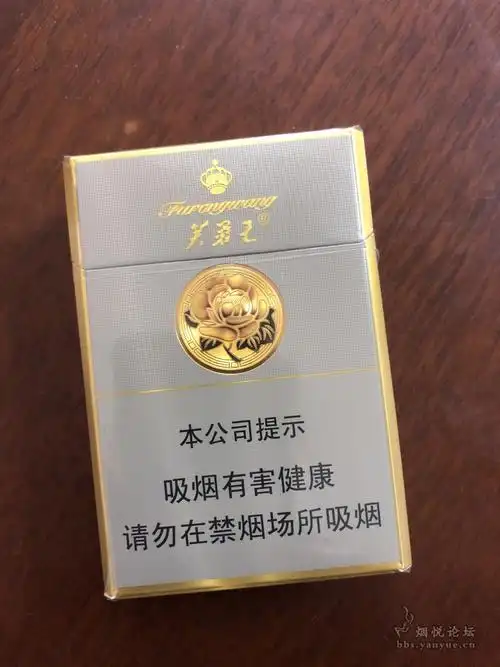 Furongwang
芙蓉王®
本公司提示
吸烟有害健康
请勿在禁烟场所吸烟
烟悦论坛
bbs.yanyue.cn